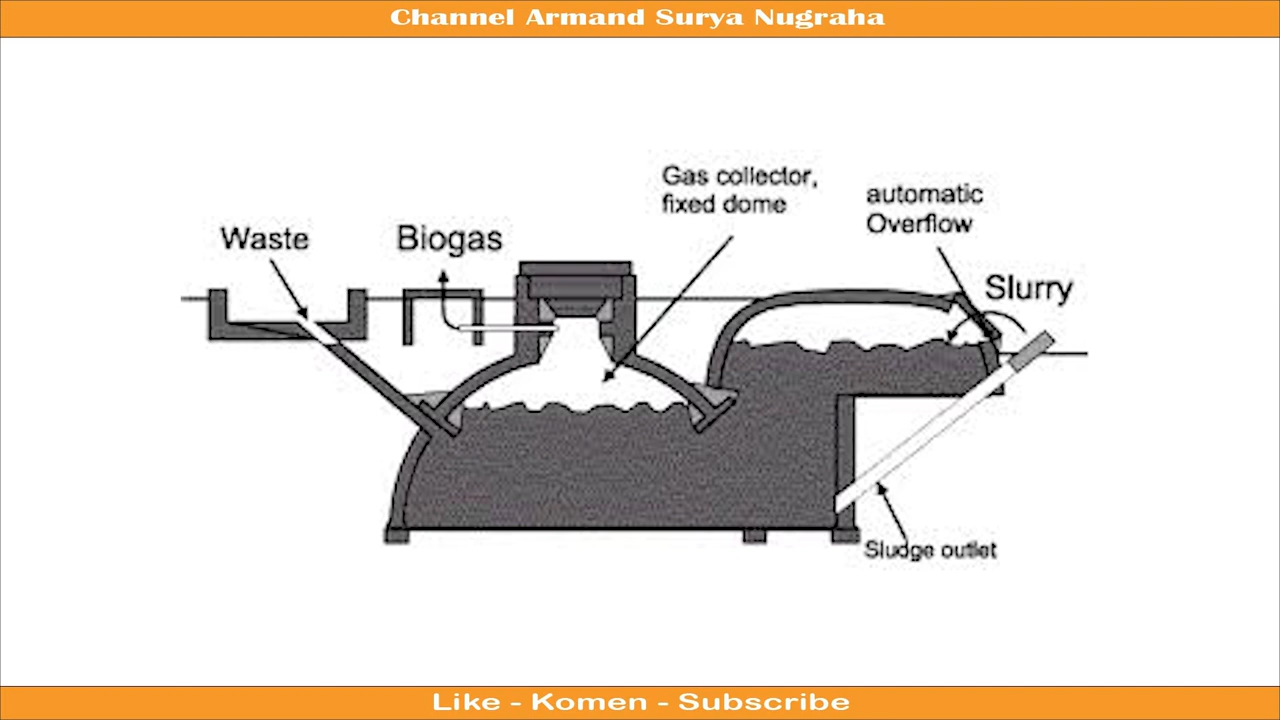 Channel Armand Surya Nugraha
Gas collector,
fixed dome
automatic
Overflow
Waste
Biogas
Slurry
Sludge outlet
Like - Komen - Subscribe